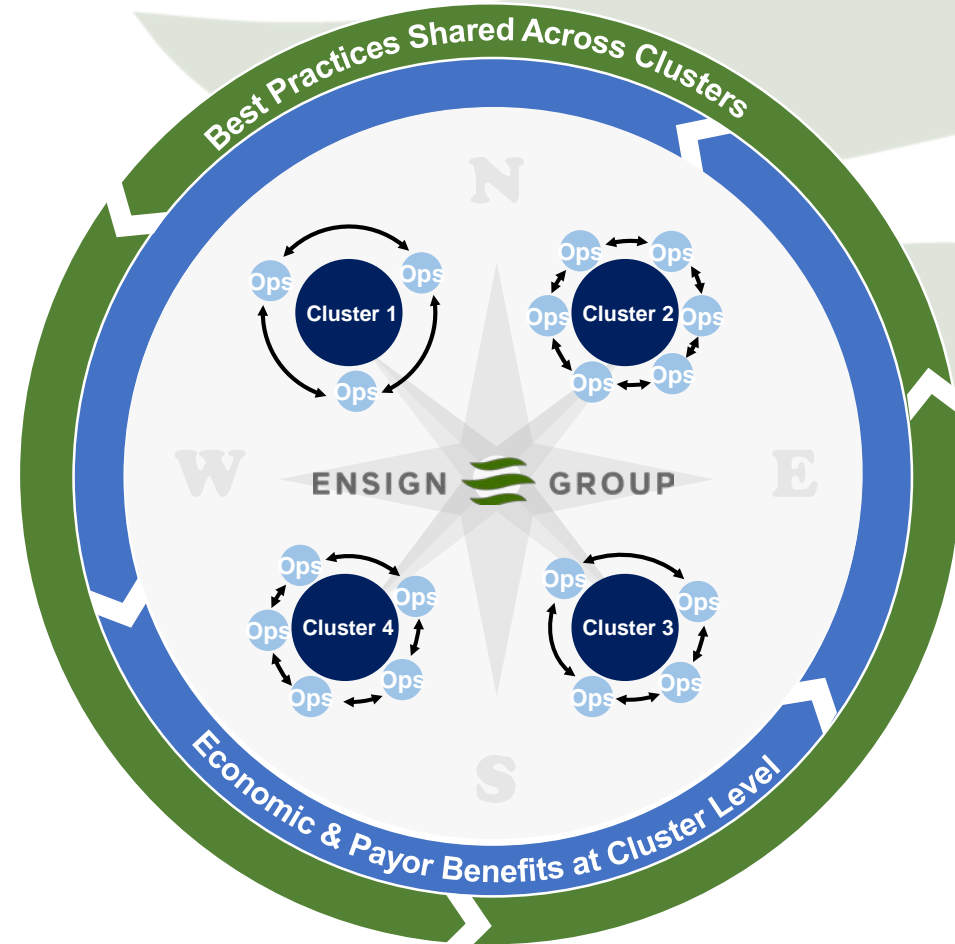 Best Practices Shared Across Clusters
N
Ops
Ops
Cluster 1
Ops
Ops
Ops
Ops
Cluster 2
Ops
Ops
Ops
W
E
ENSIGN GROUP
Ops
Ops
Ops
Cluster 4
Ops
Ops
Ops
Ops
Cluster 3
Ops
Ops
S
Economic & Payor Benefits at Cluster Level